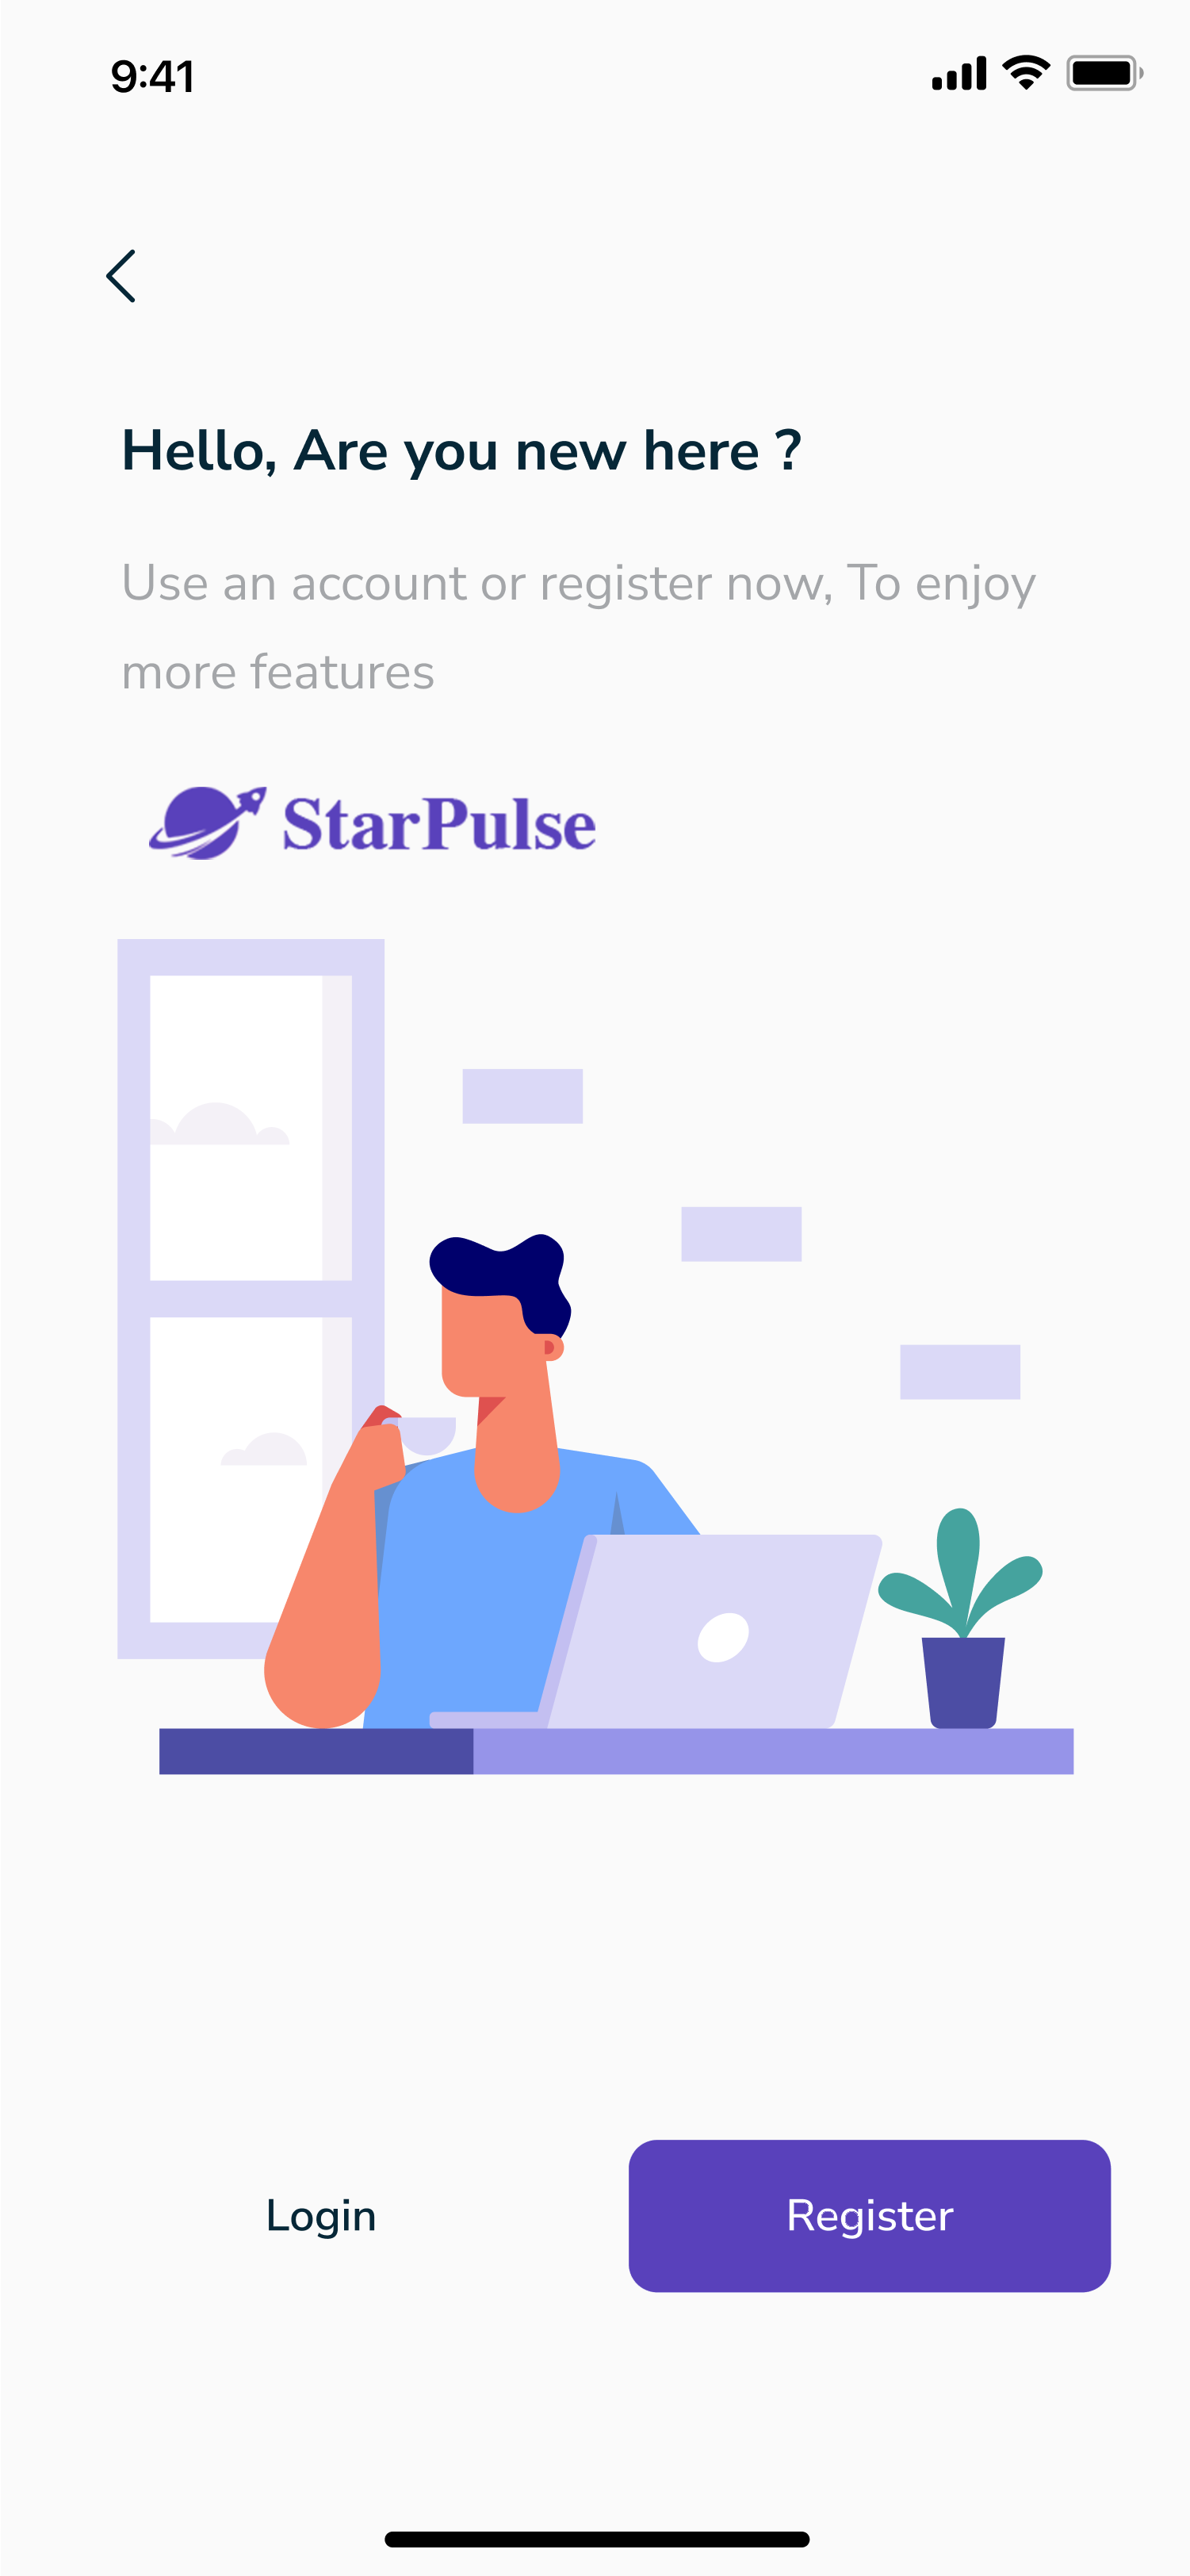 9:41
Hello, Are you new here ?
Use an account or register now, To enjoy
more features
StarPulse
Login
Register